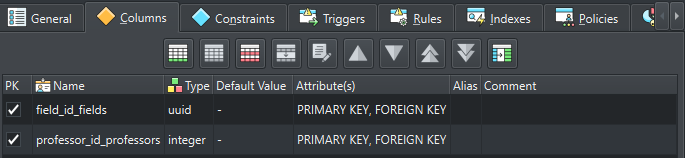 General Columns Constraints Triggers Rules Indexes Policies
PK Name Type Default Value Attribute(s) Alias Comment
field_id_fields uuid - PRIMARY KEY, FOREIGN KEY
professor_id_professors integer - PRIMARY KEY, FOREIGN KEY